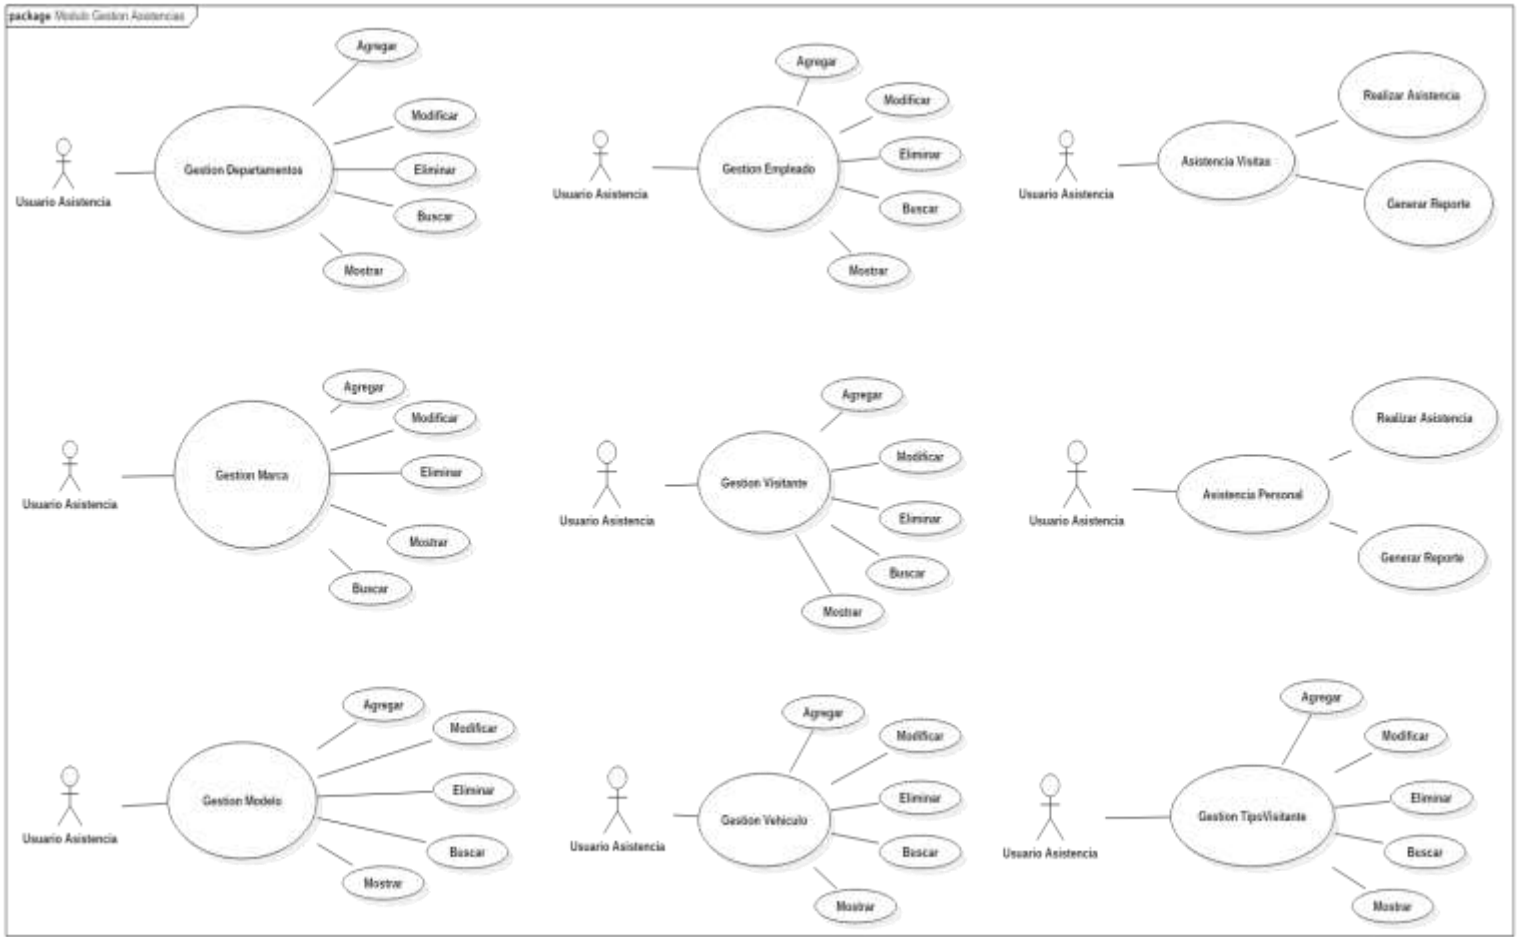 package Modulo Gestion Asistencias
Agregar
Modificar
Gestion Departamentos
Eliminar
Usuario Asistencia
Buscar
Mostrar
Agregar
Modificar
Eliminar
Gestion Empleado
Usuario Asistencia
Buscar
Mostrar
Realizar Asistencia
Asistencia Visitas
Usuario Asistencia
Generar Reporte
Agregar
Modificar
Eliminar
Gestion Marca
Usuario Asistencia
Mostrar
Buscar
Agregar
Modificar
Gestion Visitante
Usuario Asistencia
Eliminar
Buscar
Mostrar
Realizar Asistencia
Asistencia Personal
Usuario Asistencia
Generar Reporte
Agregar
Modificar
Eliminar
Gestion Modelo
Usuario Asistencia
Buscar
Mostrar
Agregar
Modificar
Eliminar
Gestion Vehiculo
Usuario Asistencia
Buscar
Mostrar
Agregar
Modificar
Eliminar
Gestion TipoVisitante
Usuario Asistencia
Buscar
Mostrar